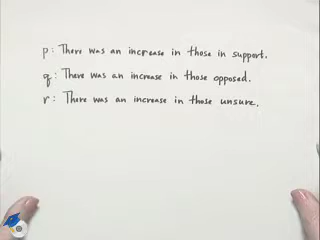 p: There was an increase in those in support.
q: There was an increase in those opposed.
r: There was an increase in those unsure.